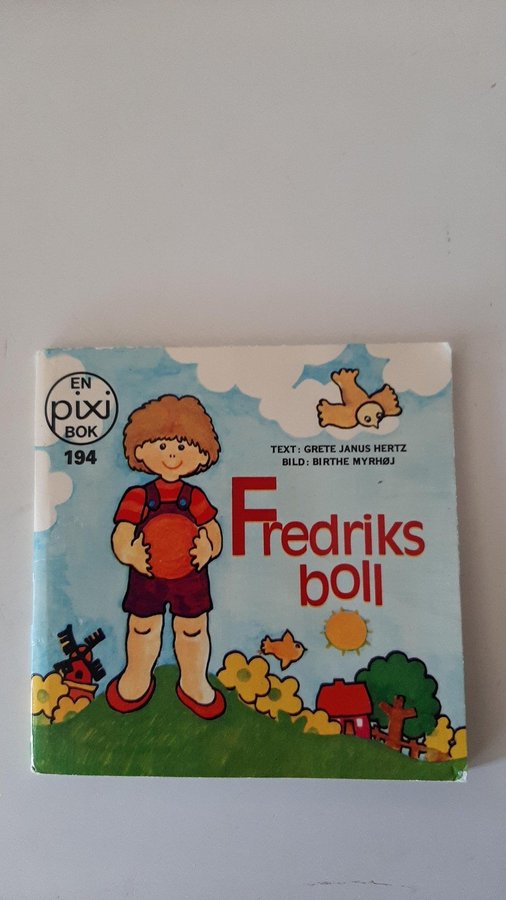 EN
pixi
BOK
194
TEXT: GRETE JANUS HERTZ
BILD: BIRTHE MYRHØJ
Fredriks
boll